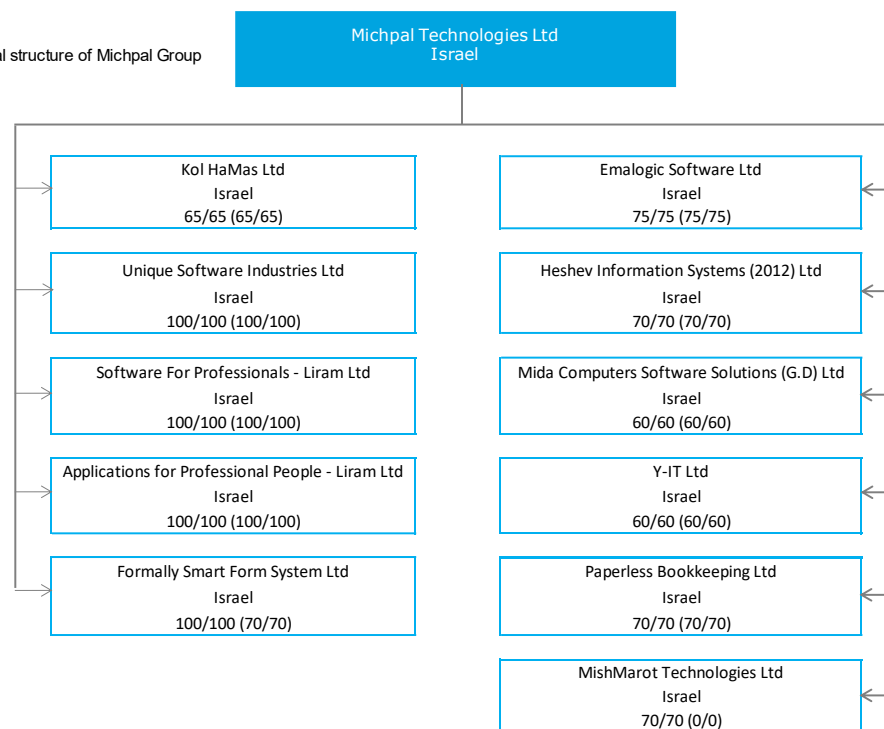 Michpal Technologies Ltd
Israel
al structure of Michpal Group
Kol HaMas Ltd
Israel
65/65 (65/65)
Unique Software Industries Ltd
Israel
100/100 (100/100)
Software For Professionals - Liram Ltd
Israel
100/100 (100/100)
Applications for Professional People - Liram Ltd
Israel
100/100 (100/100)
Formally Smart Form System Ltd
Israel
100/100 (70/70)
Emalogic Software Ltd
Israel
75/75 (75/75)
Heshev Information Systems (2012) Ltd
Israel
70/70 (70/70)
Mida Computers Software Solutions (G.D) Ltd
Israel
60/60 (60/60)
Y-IT Ltd
Israel
60/60 (60/60)
Paperless Bookkeeping Ltd
Israel
70/70 (70/70)
MishMarot Technologies Ltd
Israel
70/70 (0/0)